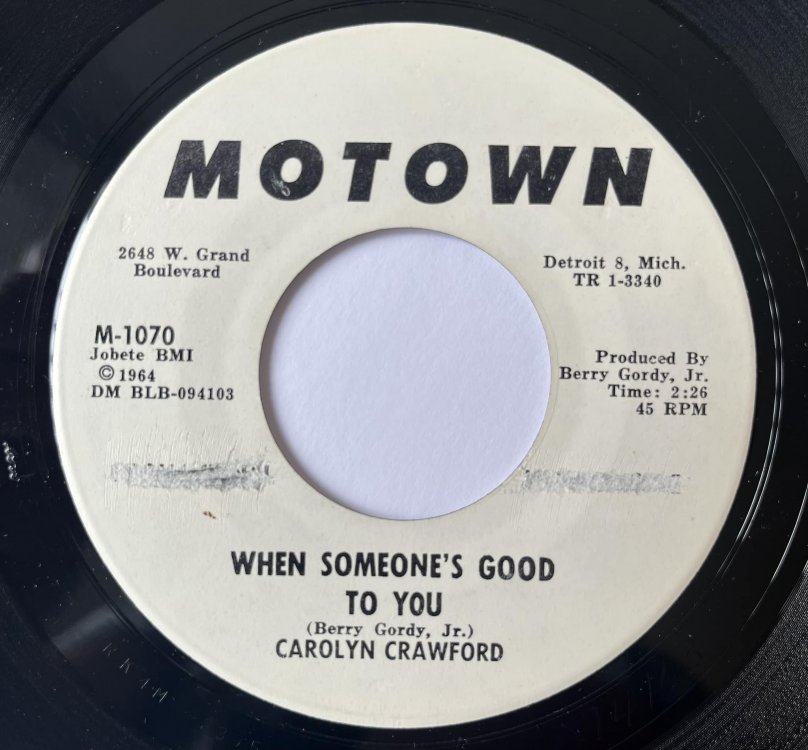 MOTOWN
2648 W. Grand
Boulevard
Detroit 8, Mich.
TR 1-3340
M-1070
Jobete BMI
© 1964
DM BLB-094103
Produced By
Berry Gordy, Jr.
Time: 2:26
45 RPM
WHEN SOMEONE'S GOOD
TO YOU
(Berry Gordy, Jr.)
CAROLYN CRAWFORD